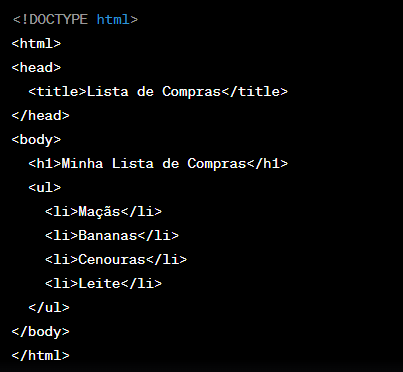 <!DOCTYPE html>
<html>
<head>
  <title>Lista de Compras</title>
</head>
<body>
  <h1>Minha Lista de Compras</h1>
  <ul>
    <li>Maçãs</li>
    <li>Bananas</li>
    <li>Cenouras</li>
    <li>Leite</li>
  </ul>
</body>
</html>